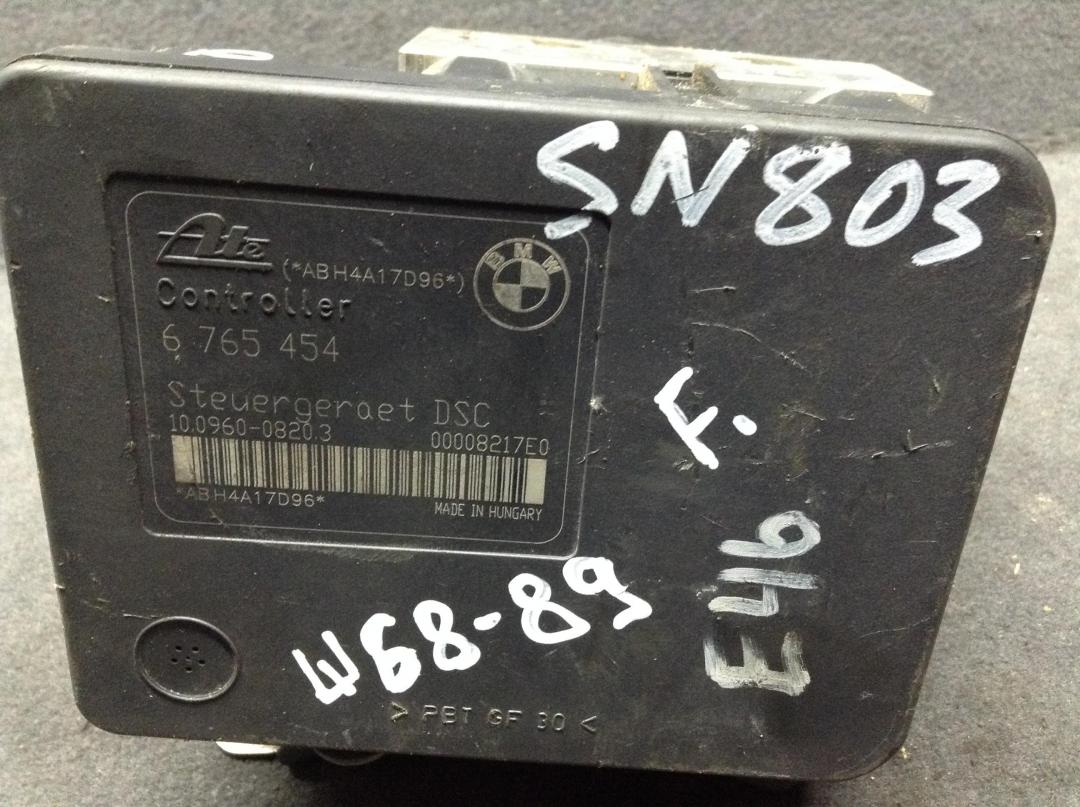 SN803
Ate
(*ABH4A17D96*)
BMW
Controller
6 765 454
Steuergeraet DSC
10.0960-0820.3 00008217E0
*ABH4A17D96*
MADE IN HUNGARY
F.
E46
W68-89
> PBT GF 30 <